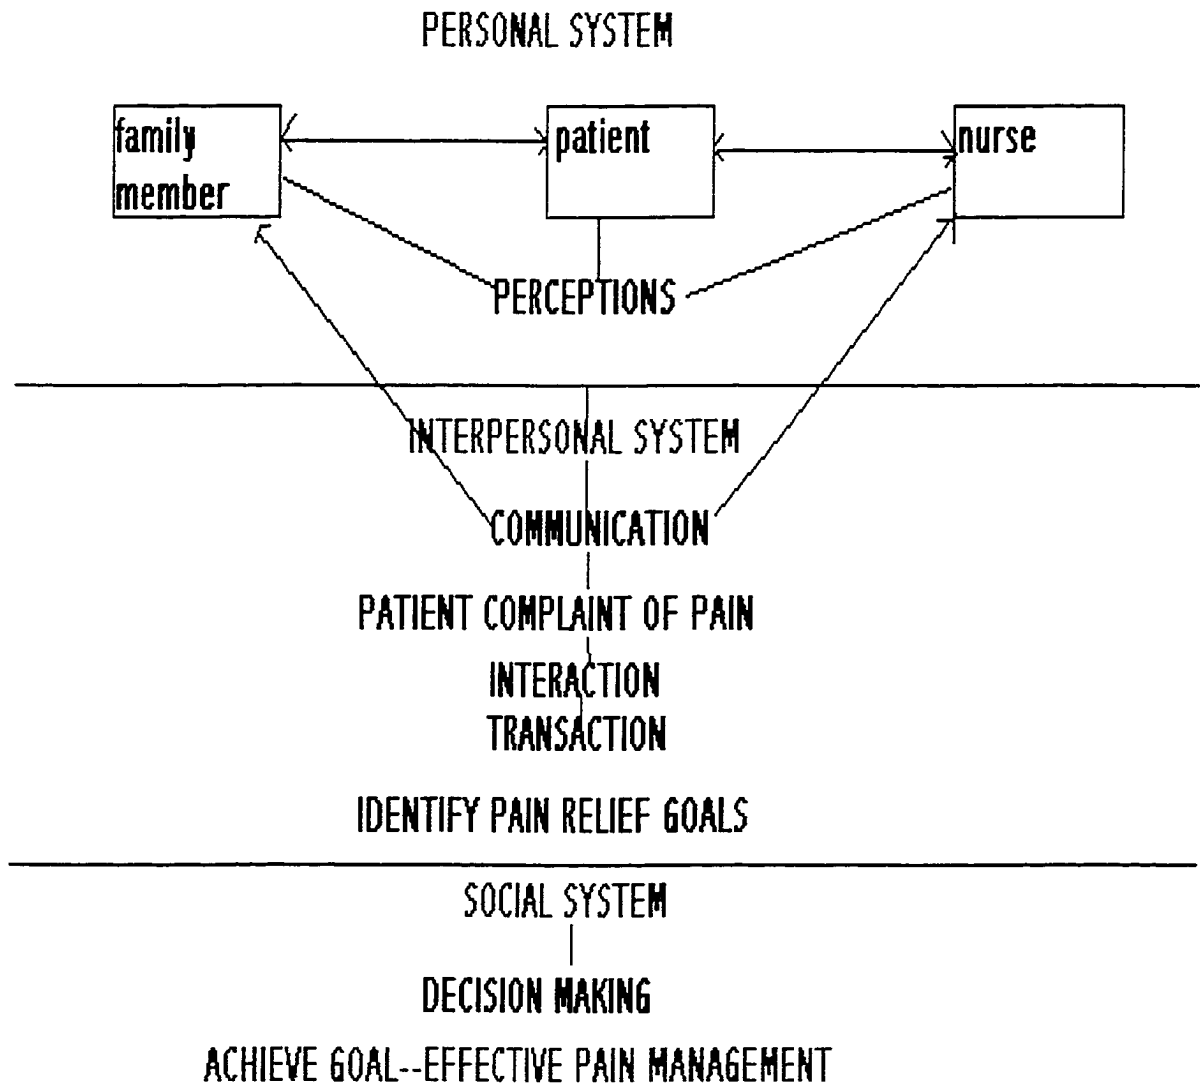 PERSONAL SYSTEM
family
member
patient
nurse
PERCEPTIONS
INTERPERSONAL SYSTEM
COMMUNICATION
PATIENT COMPLAINT OF PAIN
INTERACTION
TRANSACTION
IDENTIFY PAIN RELIEF GOALS
SOCIAL SYSTEM
DECISION MAKING
ACHIEVE GOAL--EFFECTIVE PAIN MANAGEMENT